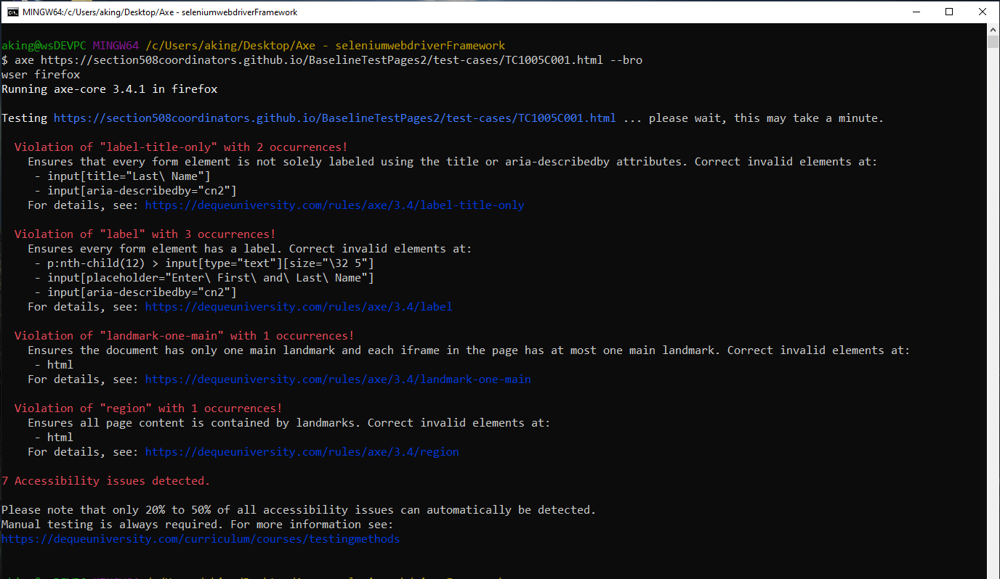 MINGW64:/c/Users/aking/Desktop/Axe - seleniumwebdriverFramework
aking@wsDEVPC MINGW64 /c/Users/aking/Desktop/Axe - seleniumwebdriverFramework
$ axe https://section508coordinators.github.io/BaselineTestPages2/test-cases/TC1005C001.html --bro
wser firefox
Running axe-core 3.4.1 in firefox
Testing https://section508coordinators.github.io/BaselineTestPages2/test-cases/TC1005C001.html ... please wait, this may take a minute.
Violation of "label-title-only" with 2 occurrences!
Ensures that every form element is not solely labeled using the title or aria-describedby attributes. Correct invalid elements at:
- input[title="Last\ Name"]
- input[aria-describedby="cn2"]
For details, see: https://dequeuniversity.com/rules/axe/3.4/label-title-only
Violation of "label" with 3 occurrences!
Ensures every form element has a label. Correct invalid elements at:
- p:nth-child(12) > input[type="text"][size="\32 5"]
- input[placeholder="Enter\ First\ and\ Last\ Name"]
- input[aria-describedby="cn2"]
For details, see: https://dequeuniversity.com/rules/axe/3.4/label
Violation of "landmark-one-main" with 1 occurrences!
Ensures the document has only one main landmark and each iframe in the page has at most one main landmark. Correct invalid elements at:
- html
For details, see: https://dequeuniversity.com/rules/axe/3.4/landmark-one-main
Violation of "region" with 1 occurrences!
Ensures all page content is contained by landmarks. Correct invalid elements at:
- html
For details, see: https://dequeuniversity.com/rules/axe/3.4/region
7 Accessibility issues detected.
Please note that only 20% to 50% of all accessibility issues can automatically be detected.
Manual testing is always required. For more information see:
https://dequeuniversity.com/curriculum/courses/testingmethods